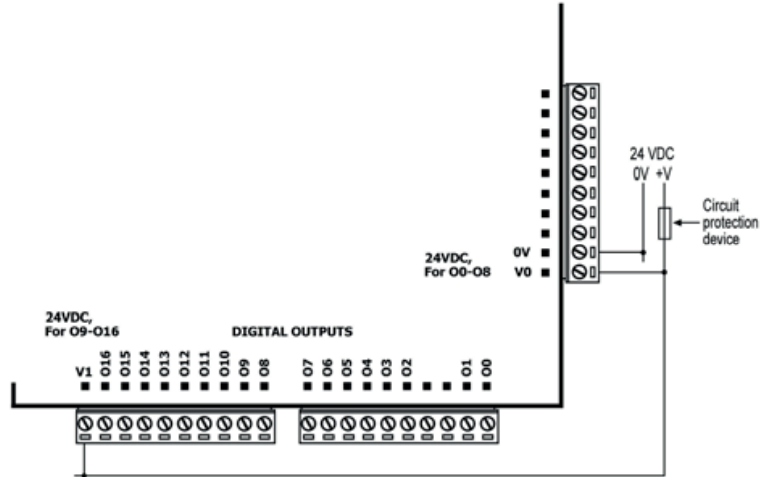 24 VDC
0V +V
Circuit
protection
device
0V
24VDC,
For O0-O8
V0
24VDC,
For O9-O16
DIGITAL OUTPUTS
V1 O16 O15 O14 O13 O12 O11 O10 O9 O8 O7 O6 O5 O4 O3 O2 O1 O0